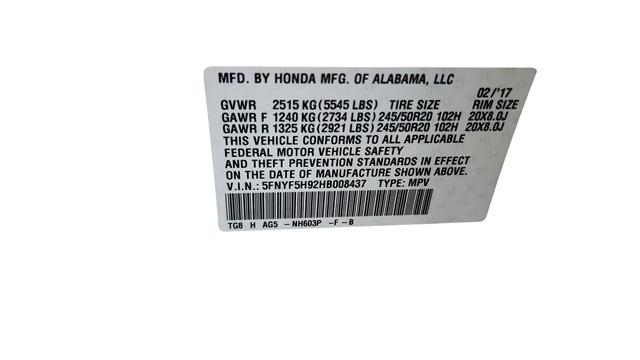 MFD. BY HONDA MFG. OF ALABAMA, LLC
02/'17
GVWR 2515 KG(5545 LBS) TIRE SIZE RIM SIZE
GAWR F 1240 KG(2734 LBS)245/50R20 102H 20X8.0J
GAWR R 1325 KG(2921 LBS)245/50R20 102H 20X8.0J
THIS VEHICLE CONFORMS TO ALL APPLICABLE
FEDERAL MOTOR VEHICLE SAFETY
AND THEFT PREVENTION STANDARDS IN EFFECT
ON THE DATE OF MANUFACTURE SHOWN ABOVE.
V.I.N.: 5FNYF5H92HB008437 TYPE: MPV
TG8 H AG5 -NH603P -F-B